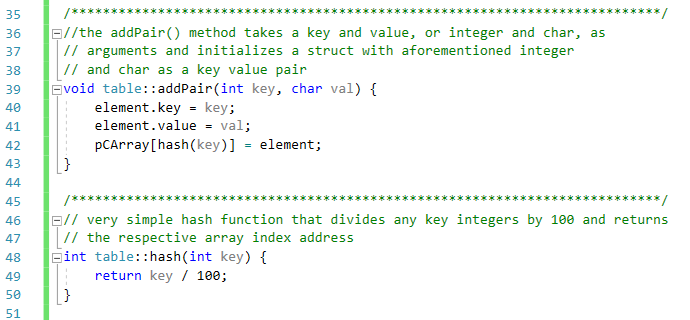 35 /****************************************************************************/
36 //the addPair() method takes a key and value, or integer and char, as
37 // arguments and initializes a struct with aforementioned integer
38 // and char as a key value pair
39 void table::addPair(int key, char val) {
40 element.key = key;
41 element.value = val;
42 pCArray[hash(key)] = element;
43 }
44
45 /****************************************************************************/
46 // very simple hash function that divides any key integers by 100 and returns
47 // the respective array index address
48 int table::hash(int key) {
49 return key / 100;
50 }
51